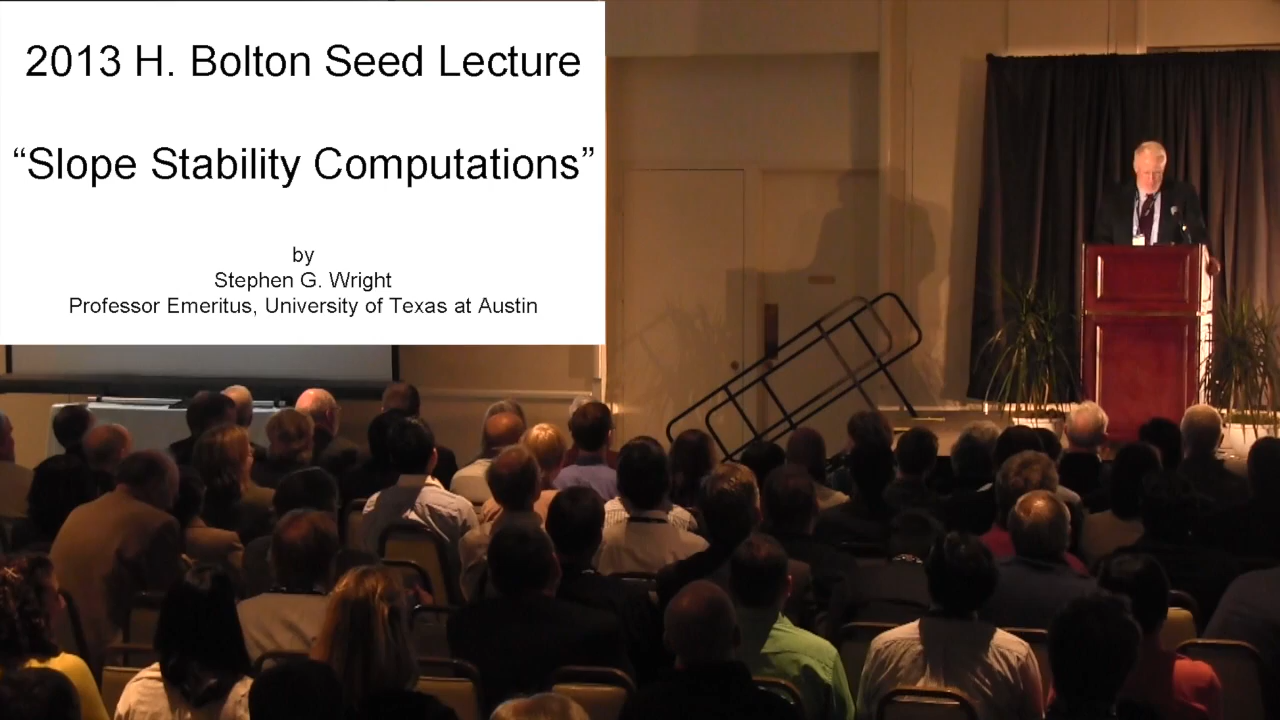 2013 H. Bolton Seed Lecture
“Slope Stability Computations”
by
Stephen G. Wright
Professor Emeritus, University of Texas at Austin